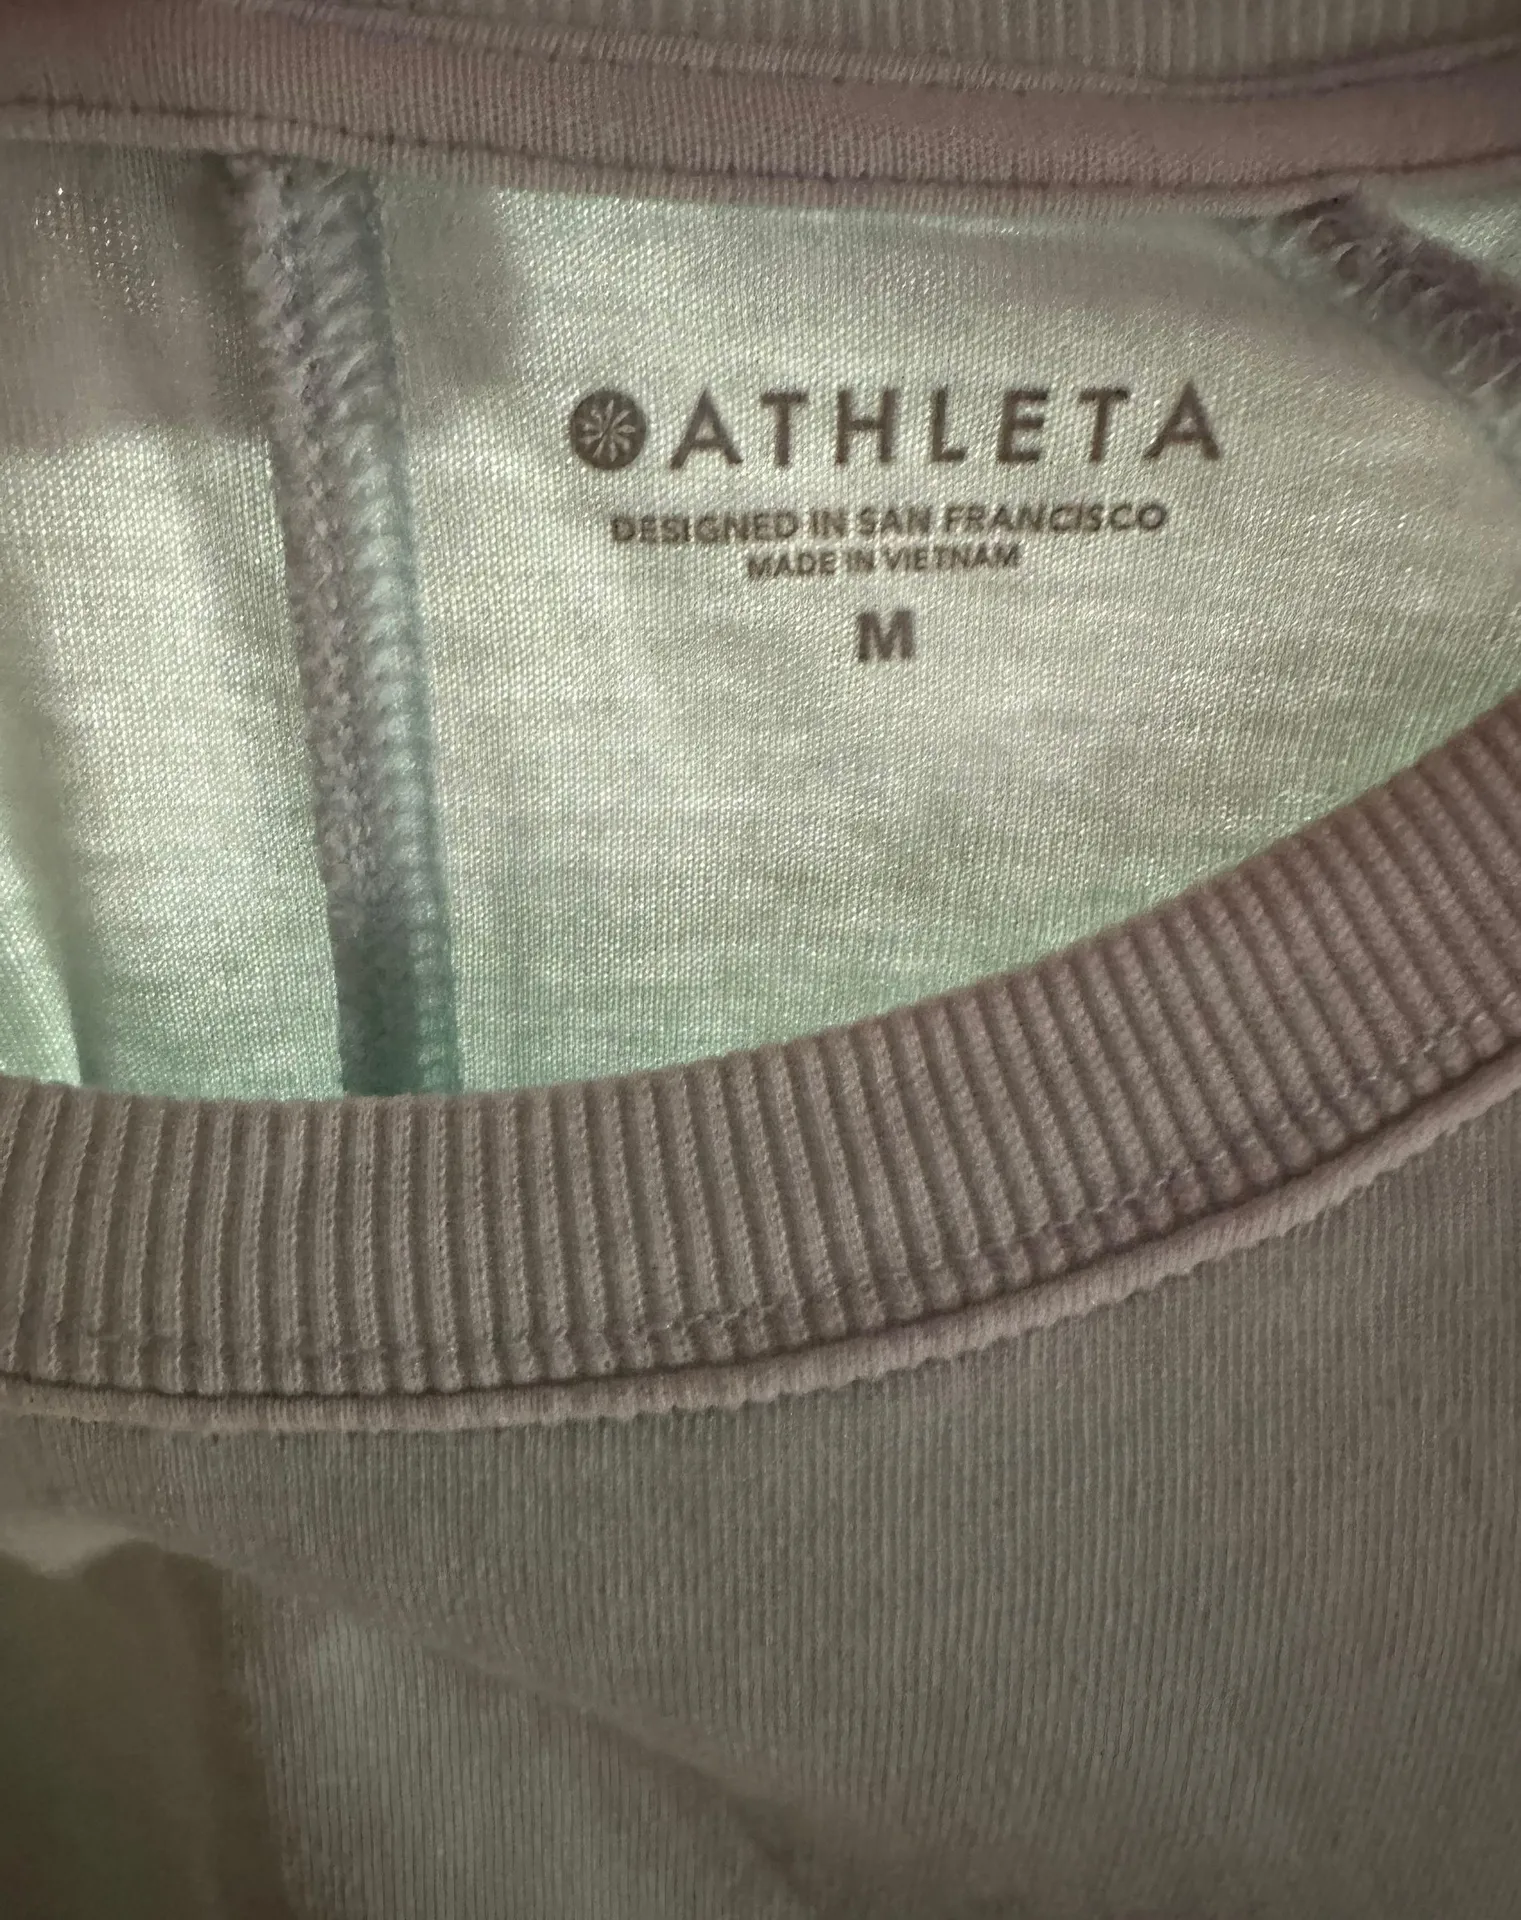 ATHLETA
DESIGNED IN SAN FRANCISCO
MADE IN VIETNAM
M